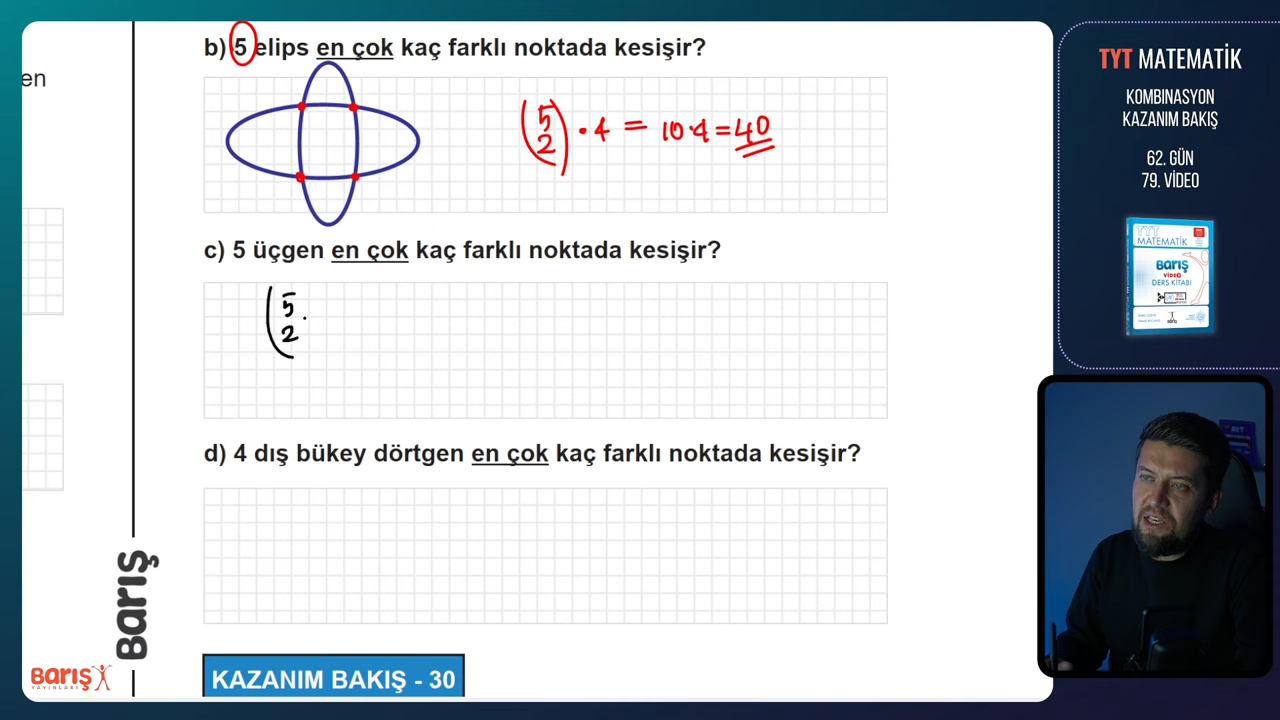 en
b) 5 elips en çok kaç farklı noktada kesişir?
(5 2) · 4 = 10·4 = 40
c) 5 üçgen en çok kaç farklı noktada kesişir?
(5 2 ·
d) 4 dış bükey dörtgen en çok kaç farklı noktada kesişir?
KAZANIM BAKIŞ - 30
Barış
BARIŞ
YAYINLARI
TYT MATEMATİK
KOMBINASYON
KAZANIM BAKIŞ
62. GÜN
79. VİDEO
TYT
MATEMATİK
BARIŞ
VİDEO
DERS KİTABI